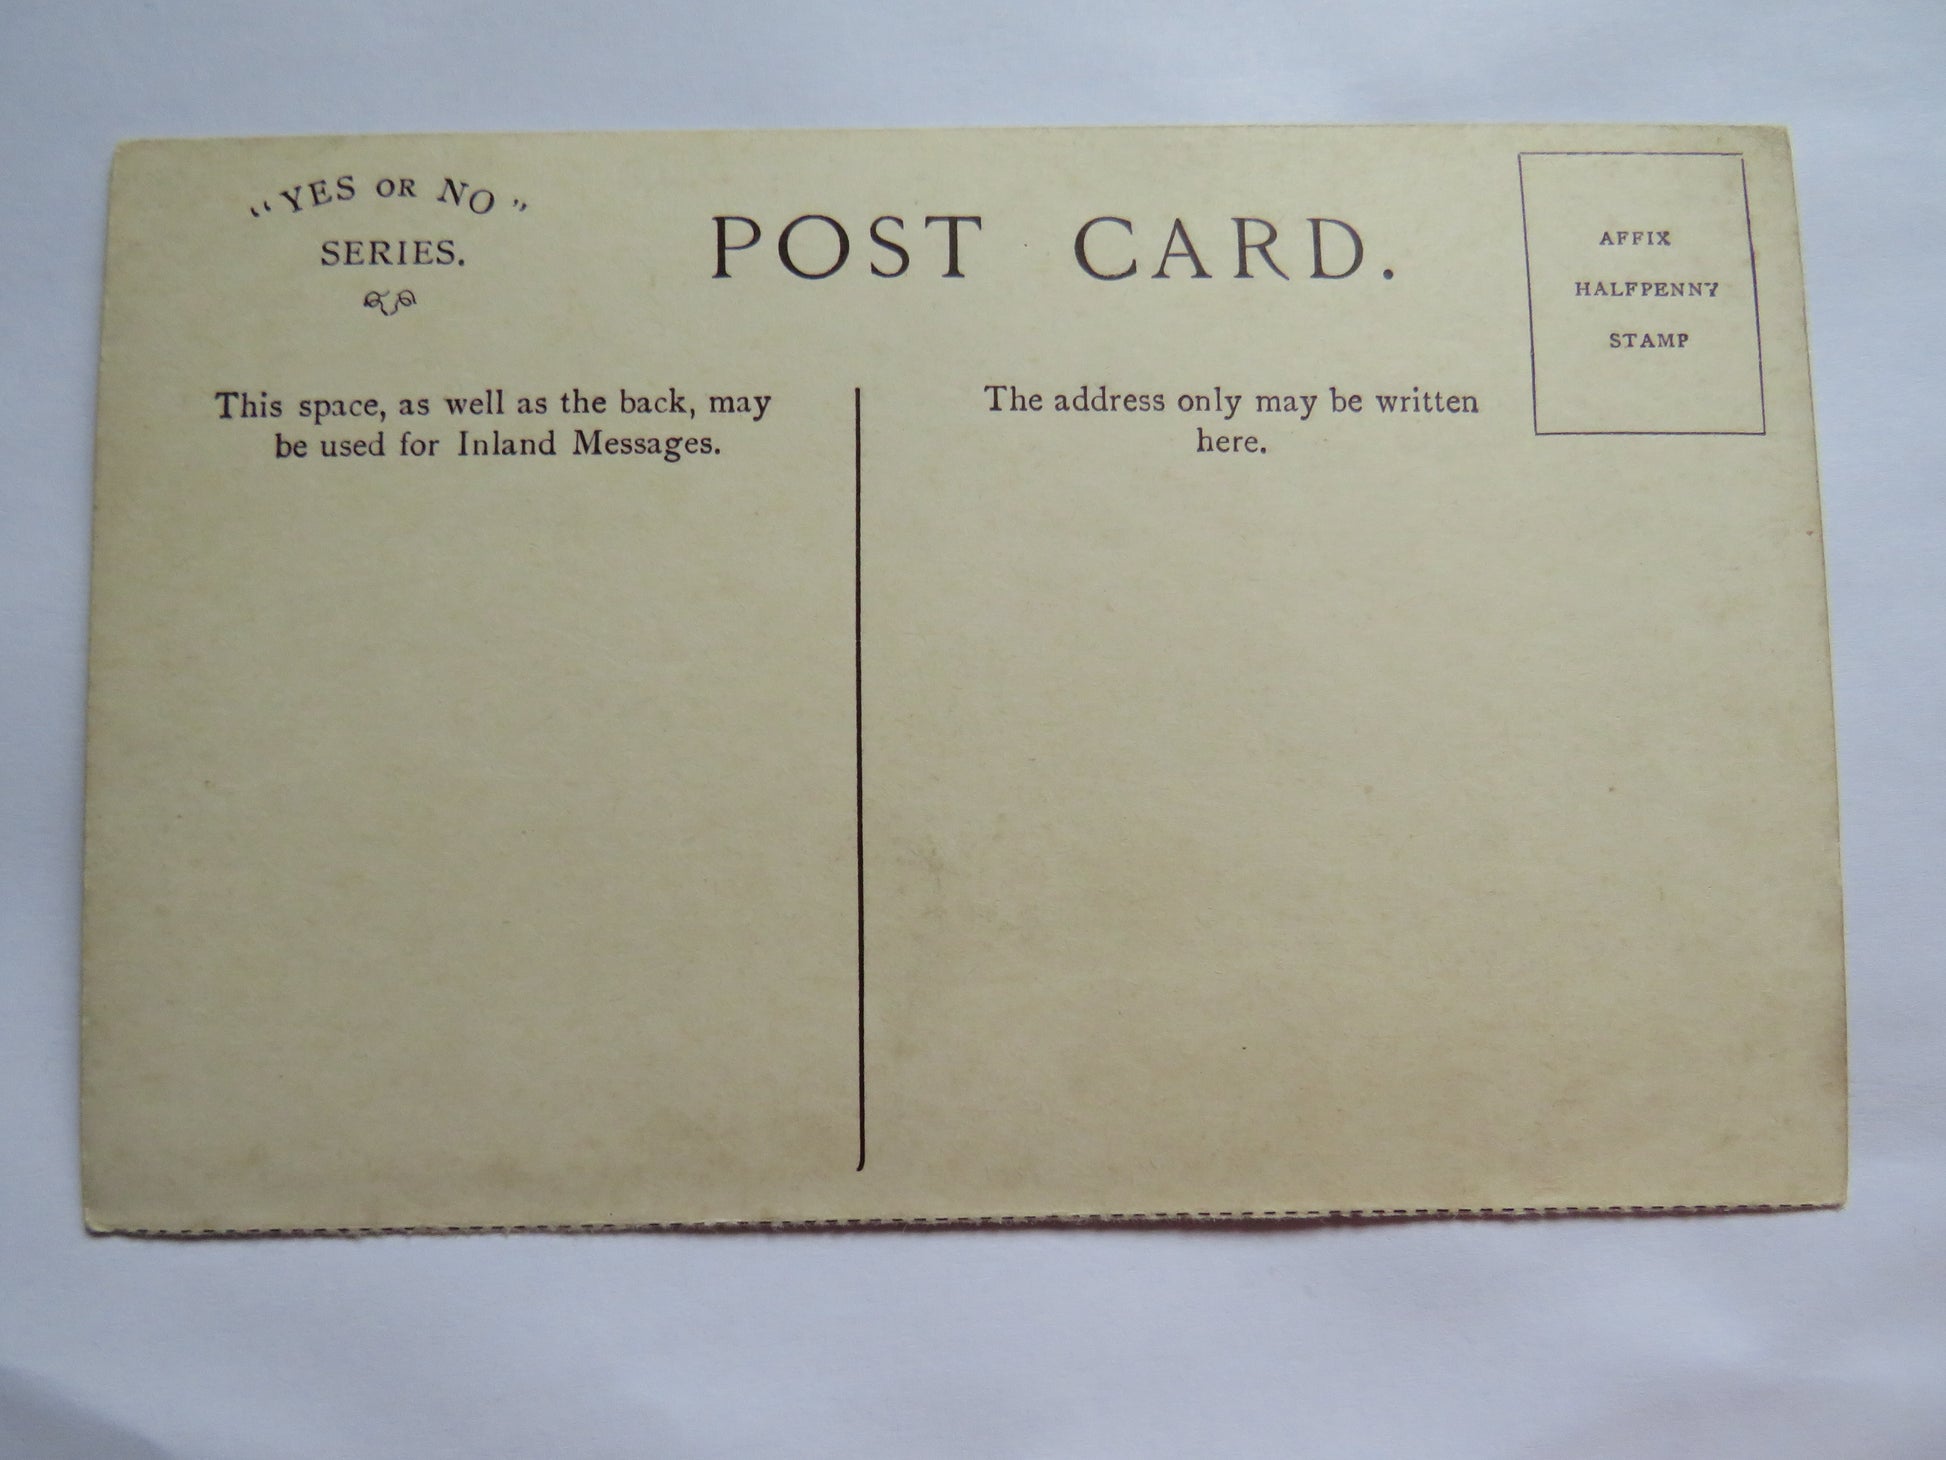 "YES OR NO"
SERIES.
POST CARD.
AFFIX
HALFPENNY
STAMP
This space, as well as the back, may
be used for Inland Messages.
The address only may be written
here.